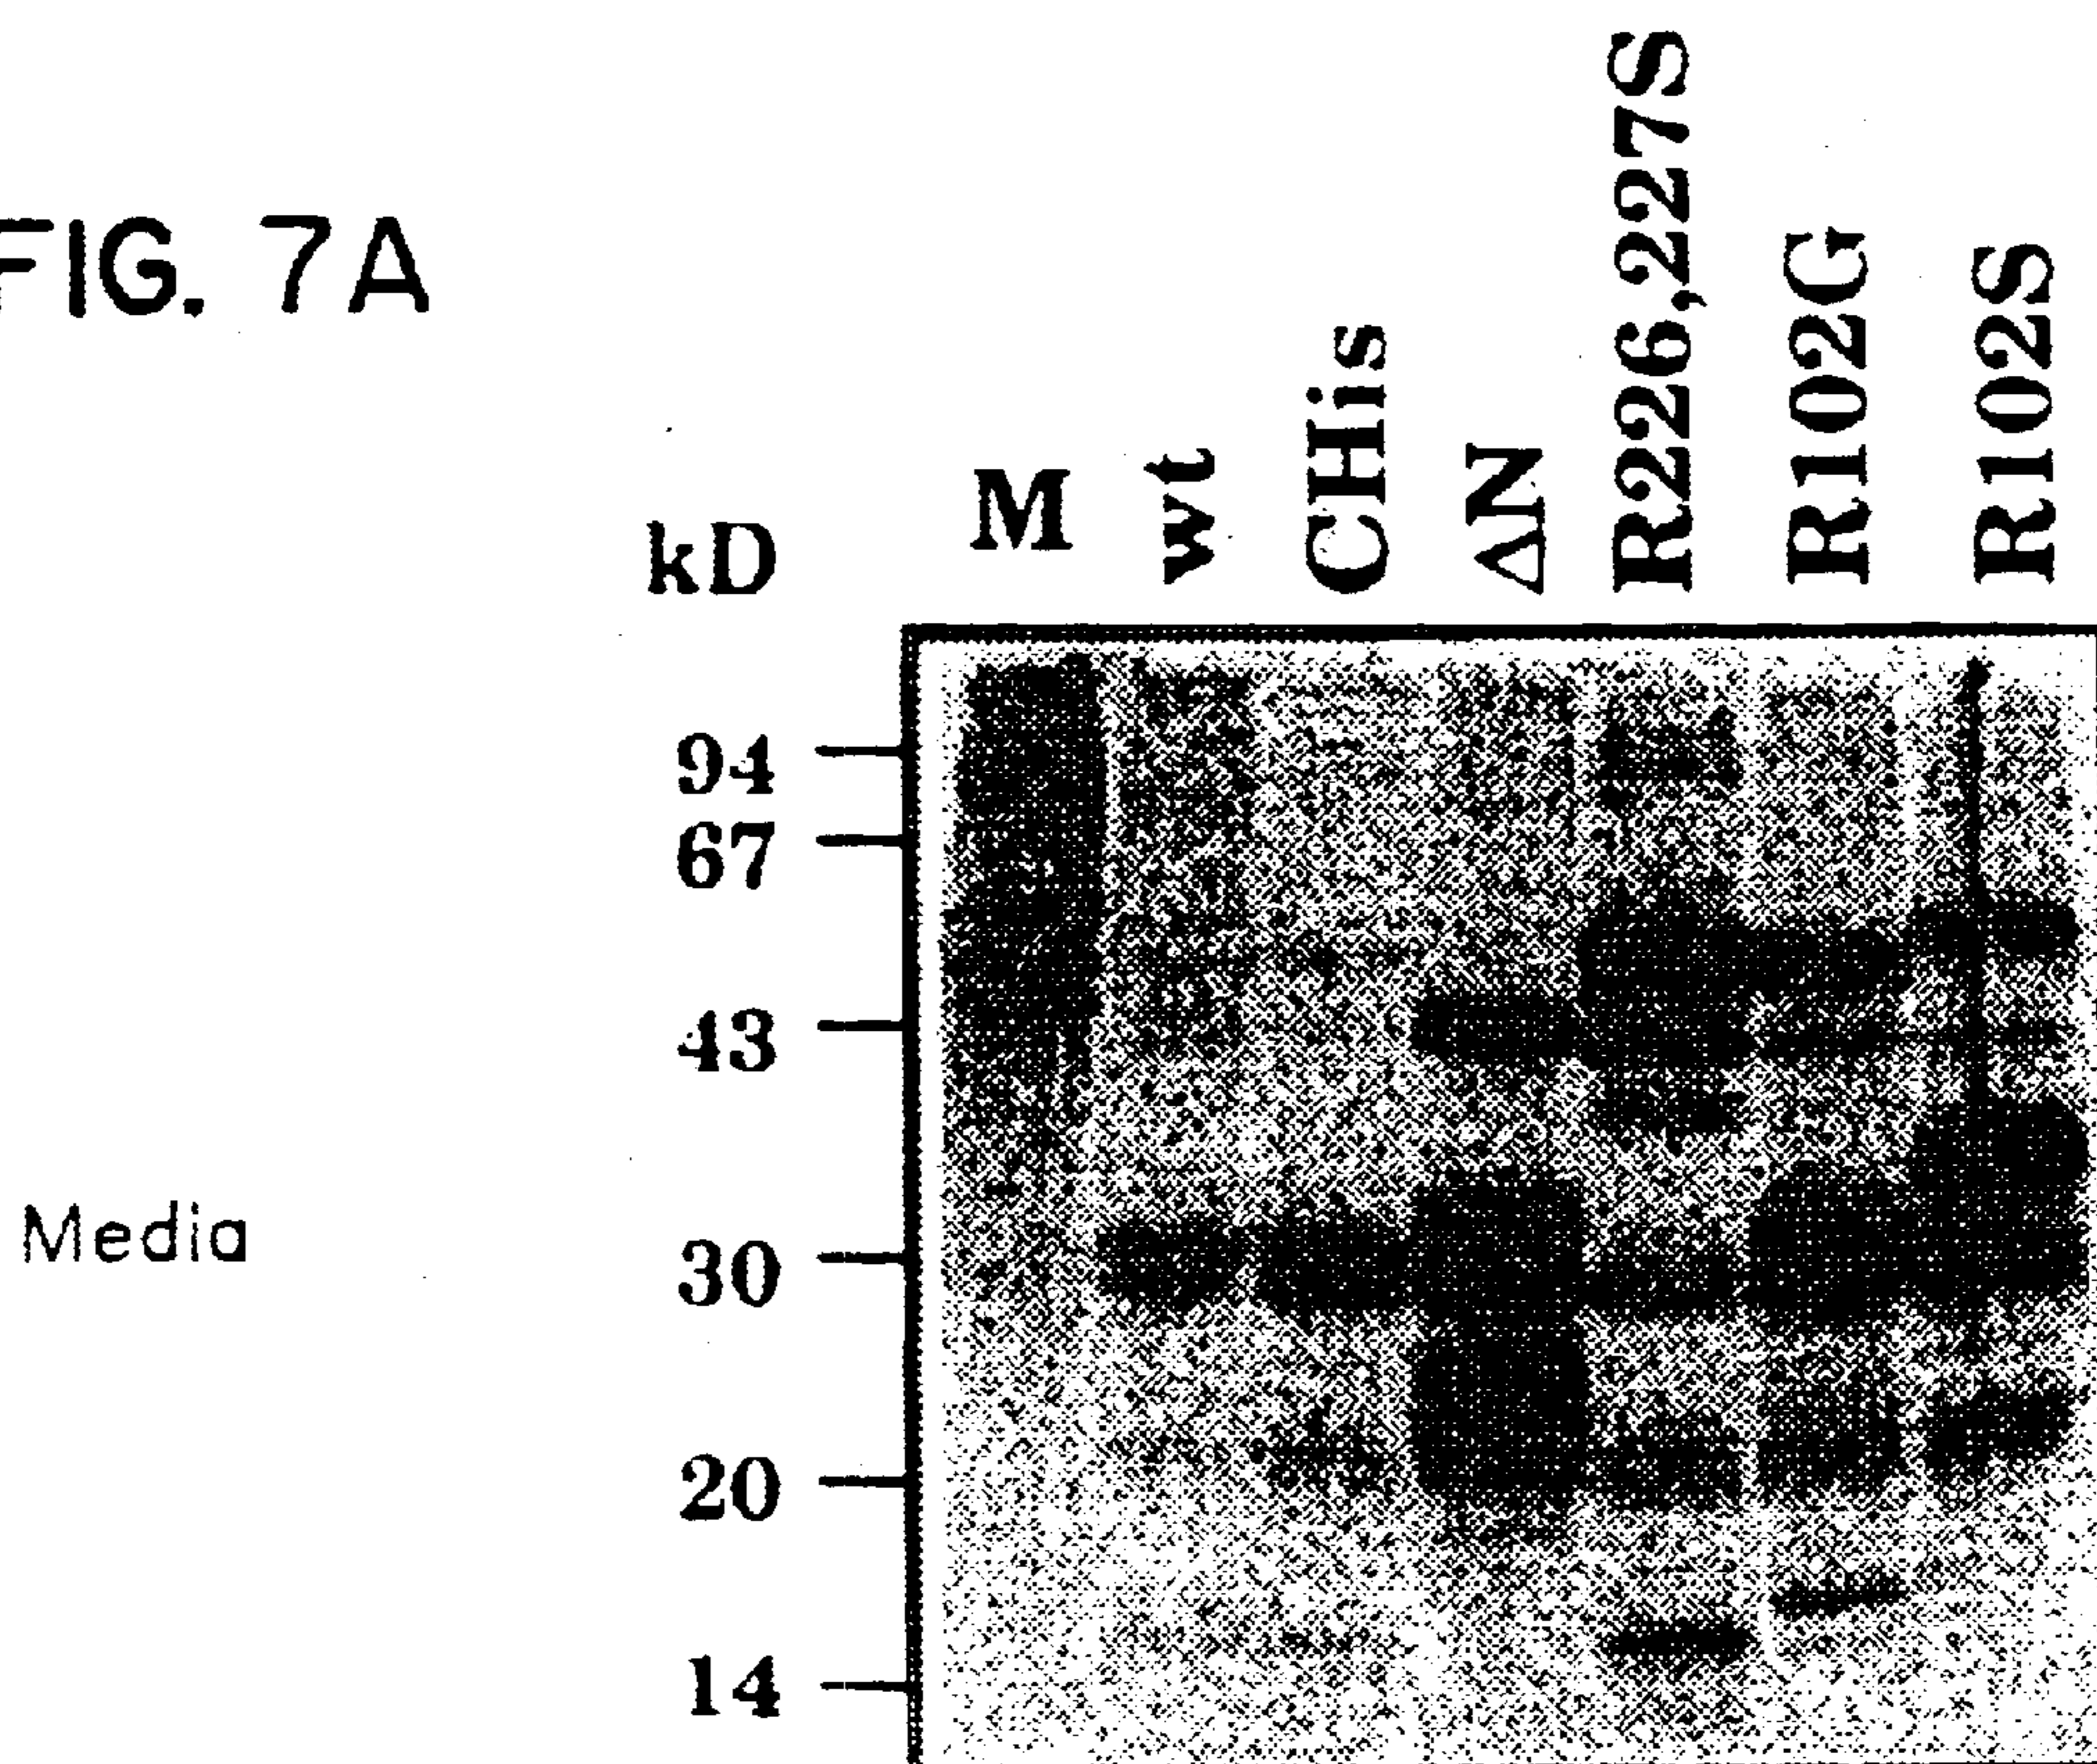 FIG. 7A
kD
M
wt
CHis
ΔN
R226,227S
R102G
R102S
94
67
43
Media
30
20
14